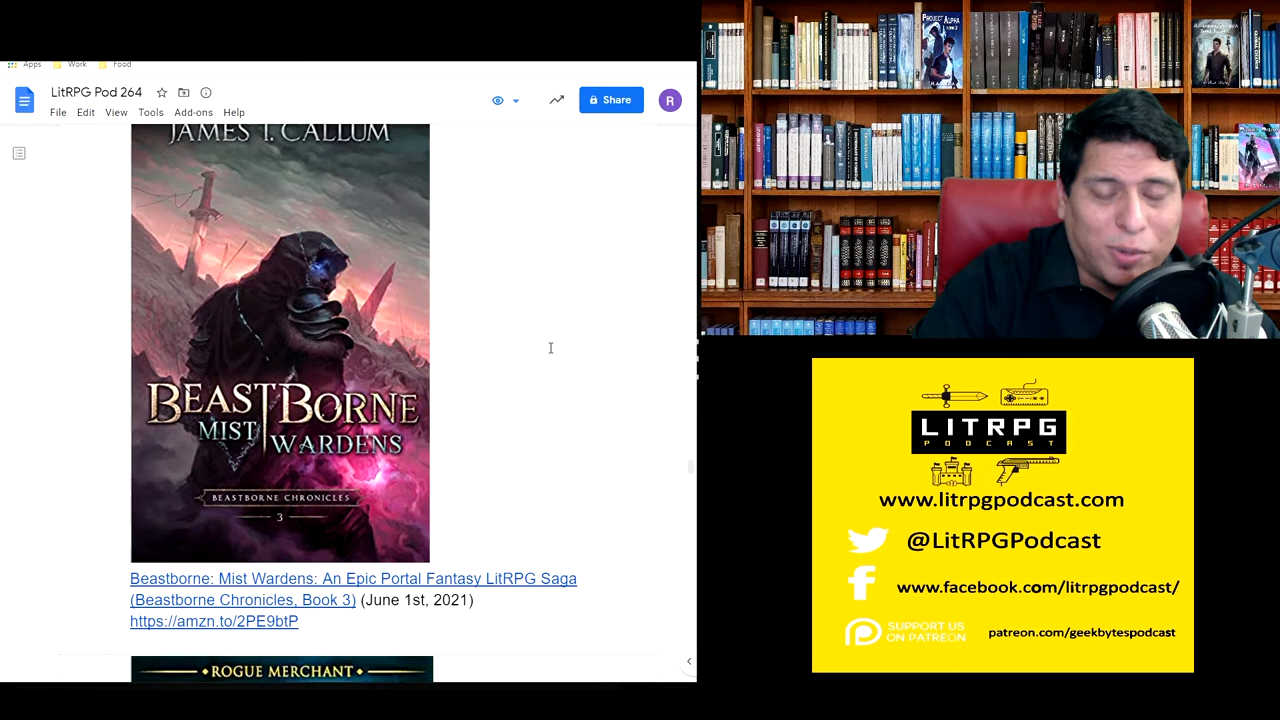 Apps Work Food
LitRPG Pod 264
File Edit View Tools Add-ons Help
Share
R
JAMES T. CALLUM
BEASTBORNE
MIST WARDENS
BEASTBORNE CHRONICLES
3
Beastborne: Mist Wardens: An Epic Portal Fantasy LitRPG Saga
(Beastborne Chronicles, Book 3) (June 1st, 2021)
https://amzn.to/2PE9btP
ROGUE MERCHANT
PROJECT ALPHA
LITRPG
PODCAST
www.litrpgpodcast.com
@LitRPGPodcast
www.facebook.com/litrpgpodcast/
SUPPORT US
ON PATREON
patreon.com/geekbytespodcast